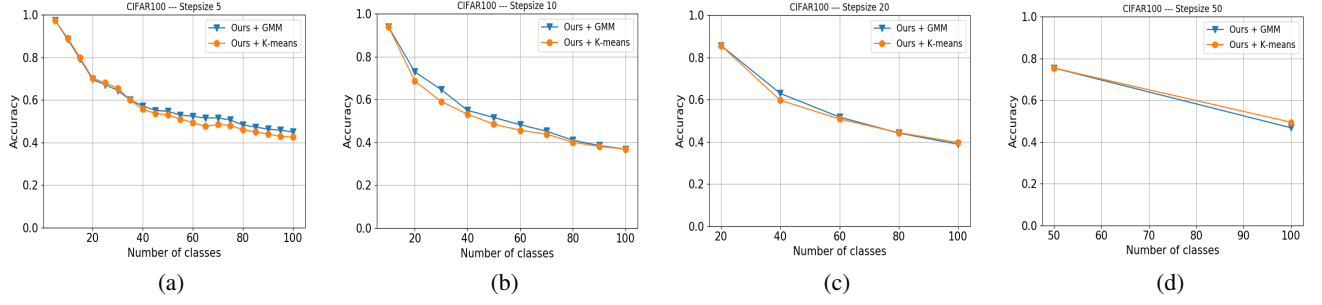 CIFAR100 --- Stepsize 5
Ours + GMM
Ours + K-means
Accuracy
1.0
0.8
0.6
0.4
0.2
0.0
20 40 60 80 100
Number of classes
(a)
CIFAR100 --- Stepsize 10
Ours + GMM
Ours + K-means
Accuracy
1.0
0.8
0.6
0.4
0.2
0.0
20 40 60 80 100
Number of classes
(b)
CIFAR100 --- Stepsize 20
Ours + GMM
Ours + K-means
Accuracy
1.0
0.8
0.6
0.4
0.2
0.0
20 40 60 80 100
Number of classes
(c)
CIFAR100 --- Stepsize 50
Ours + GMM
Ours + K-means
Accuracy
1.0
0.8
0.6
0.4
0.2
0.0
50 60 70 80 90 100
Number of classes
(d)